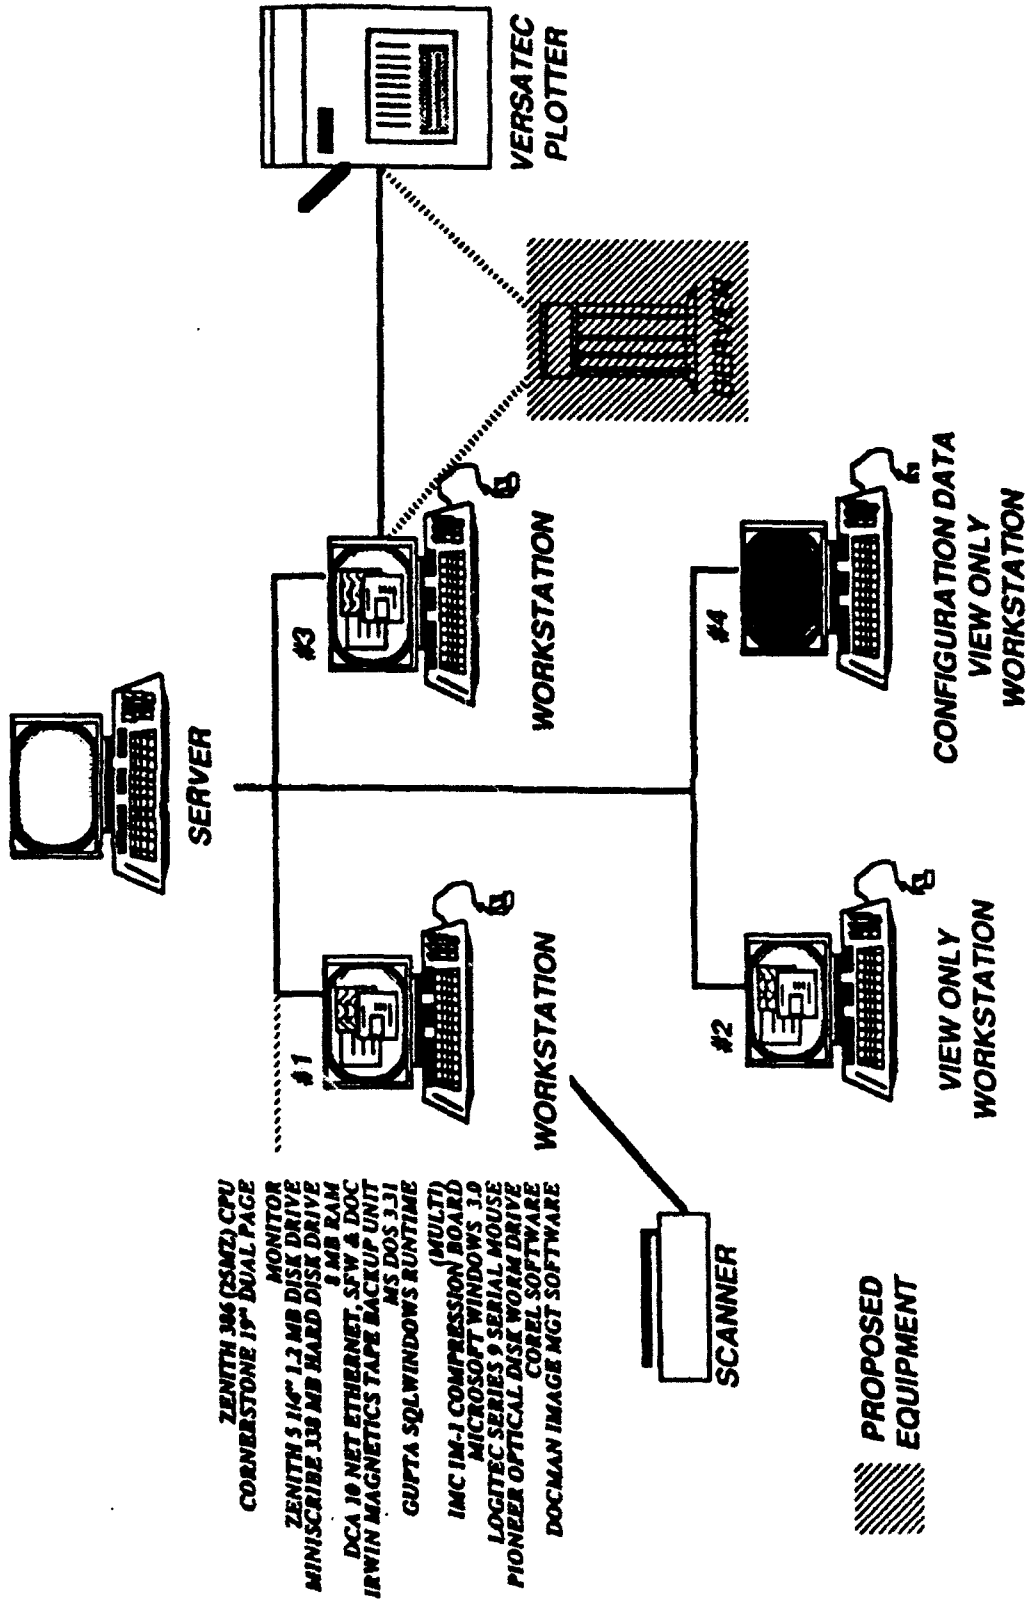 SERVER
ZENITH 386 (25MZ) CPU
CORNERSTONE 19" DUAL PAGE
MONITOR
ZENITH 5 1/4" 1.2 MB DISK DRIVE
MINISCRIBE 338 MB HARD DISK DRIVE
8 MB RAM
DCA 10 NET ETHERNET, SFW & DOC
IRWIN MAGNETICS TAPE BACKUP UNIT
MS DOS 3.31
GUPTA SQLWINDOWS RUNTIME
(MULTI)
IMC IM-1 COMPRESSION BOARD
MICROSOFT WINDOWS 3.0
LOGITEC SERIES 9 SERIAL MOUSE
PIONEER OPTICAL DISK WORM DRIVE
COREL SOFTWARE
DOCMAN IMAGE MGT SOFTWARE
#1
WORKSTATION
#3
WORKSTATION
VERSATEC
PLOTTER
SERVER
SCANNER
#2
VIEW ONLY
WORKSTATION
#4
CONFIGURATION DATA
VIEW ONLY
WORKSTATION
PROPOSED
EQUIPMENT